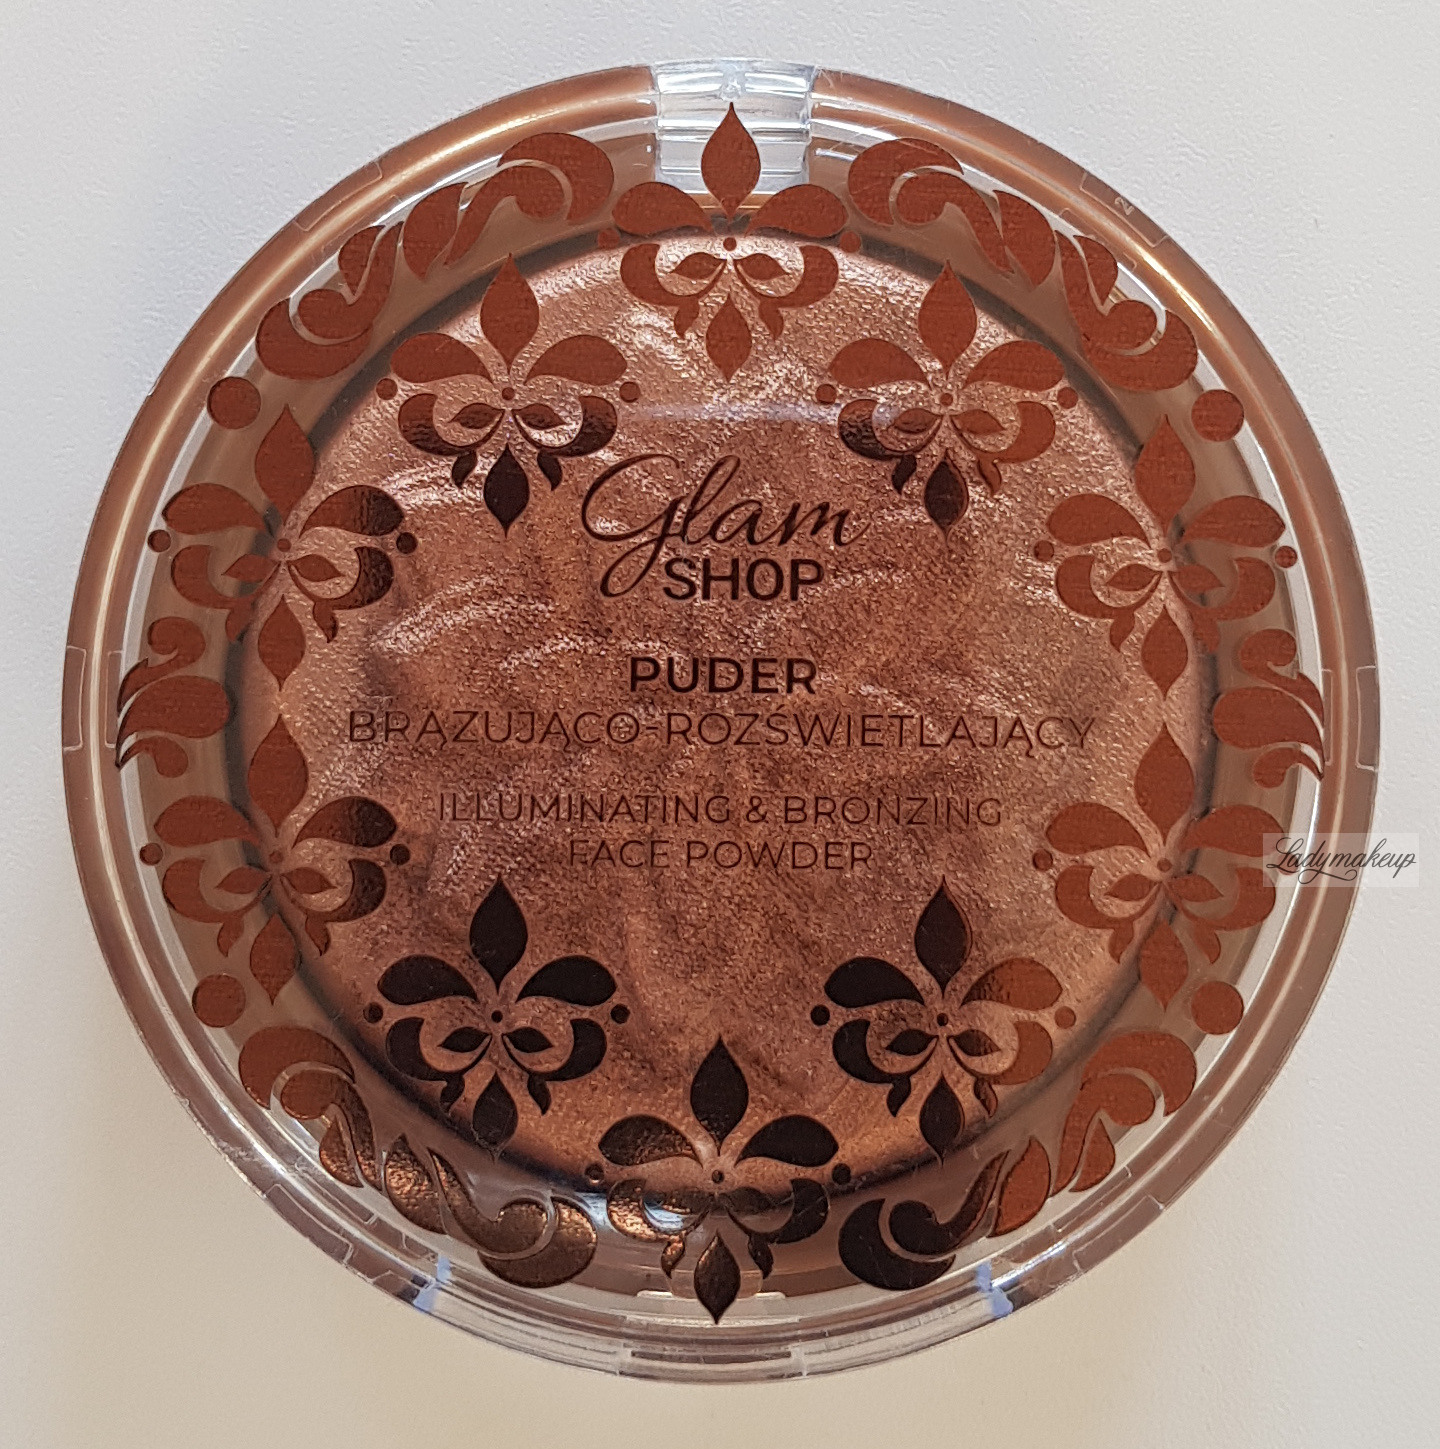 Glam
SHOP
PUDER
BRĄZUJĄCO-ROZŚWIETLAJĄCY
ILLUMINATING & BRONZING
FACE POWDER
Ladymakeup